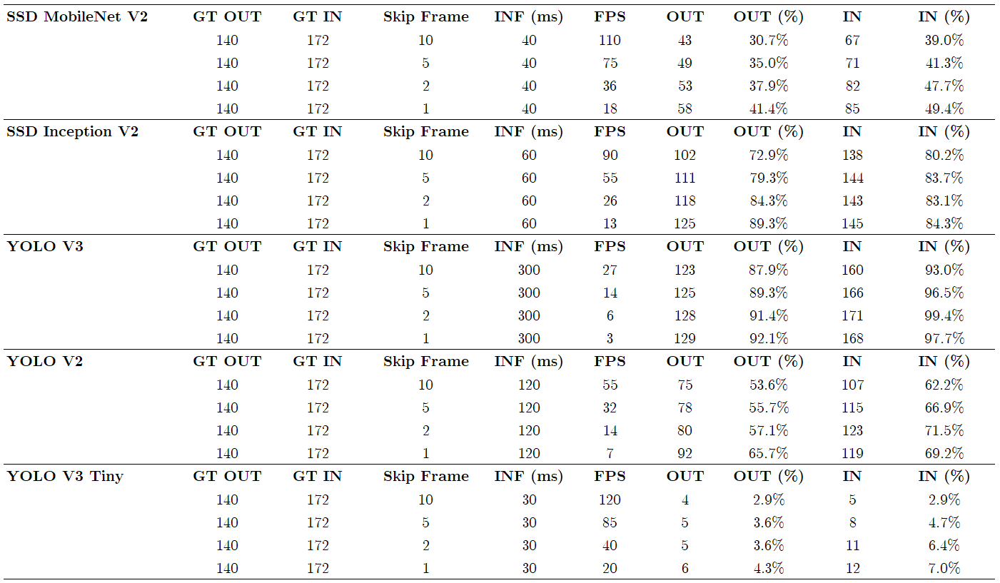 SSD MobileNet V2 GT OUT GT IN Skip Frame INF (ms) FPS OUT OUT (%) IN IN (%)
140 172 10 40 110 43 30.7% 67 39.0%
140 172 5 40 75 49 35.0% 71 41.3%
140 172 2 40 36 53 37.9% 82 47.7%
140 172 1 40 18 58 41.4% 85 49.4%
SSD Inception V2 GT OUT GT IN Skip Frame INF (ms) FPS OUT OUT (%) IN IN (%)
140 172 10 60 90 102 72.9% 138 80.2%
140 172 5 60 55 111 79.3% 144 83.7%
140 172 2 60 26 118 84.3% 143 83.1%
140 172 1 60 13 125 89.3% 145 84.3%
YOLO V3 GT OUT GT IN Skip Frame INF (ms) FPS OUT OUT (%) IN IN (%)
140 172 10 300 27 123 87.9% 160 93.0%
140 172 5 300 14 125 89.3% 166 96.5%
140 172 2 300 6 128 91.4% 171 99.4%
140 172 1 300 3 129 92.1% 168 97.7%
YOLO V2 GT OUT GT IN Skip Frame INF (ms) FPS OUT OUT (%) IN IN (%)
140 172 10 120 55 75 53.6% 107 62.2%
140 172 5 120 32 78 55.7% 115 66.9%
140 172 2 120 14 80 57.1% 123 71.5%
140 172 1 120 7 92 65.7% 119 69.2%
YOLO V3 Tiny GT OUT GT IN Skip Frame INF (ms) FPS OUT OUT (%) IN IN (%)
140 172 10 30 120 4 2.9% 5 2.9%
140 172 5 30 85 5 3.6% 8 4.7%
140 172 2 30 40 5 3.6% 11 6.4%
140 172 1 30 20 6 4.3% 12 7.0%